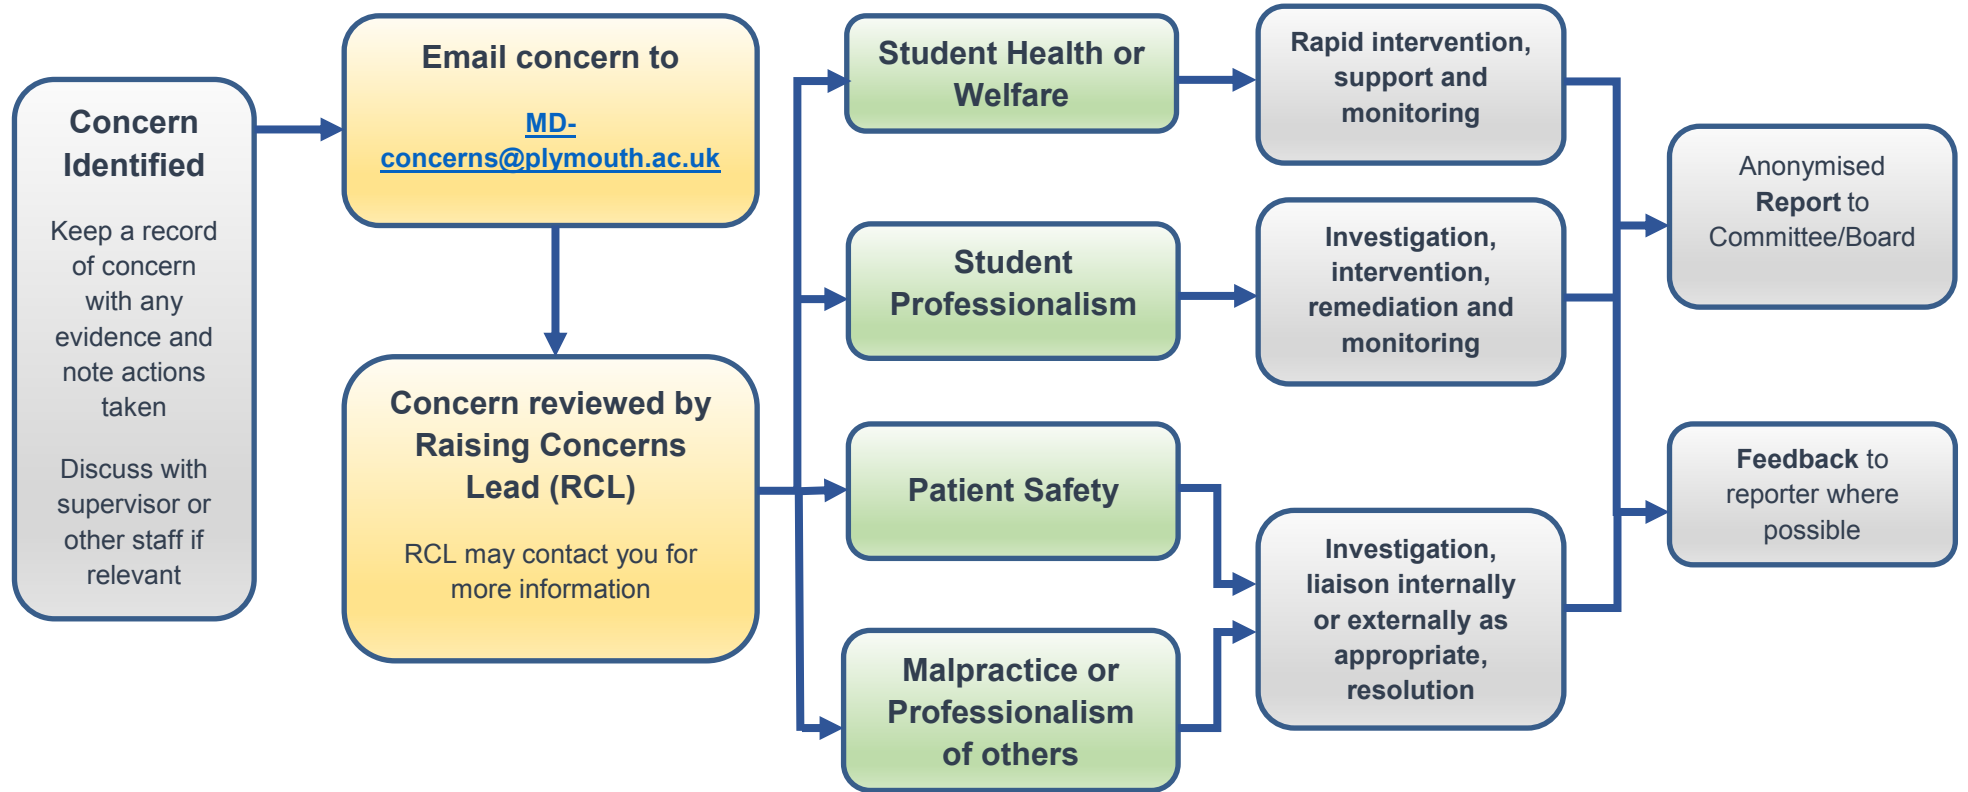 Concern
Identified
Keep a record
of concern
with any
evidence and
note actions
taken
Discuss with
supervisor or
other staff if
relevant
Email concern to
MD-
concerns@plymouth.ac.uk
Concern reviewed by
Raising Concerns
Lead (RCL)
RCL may contact you for
more information
Student Health or
Welfare
Student
Professionalism
Patient Safety
Malpractice or
Professionalism
of others
Rapid intervention,
support and
monitoring
Investigation,
intervention,
remediation and
monitoring
Investigation,
liaison internally
or externally as
appropriate,
resolution
Anonymised
Report to
Committee/Board
Feedback to
reporter where
possible